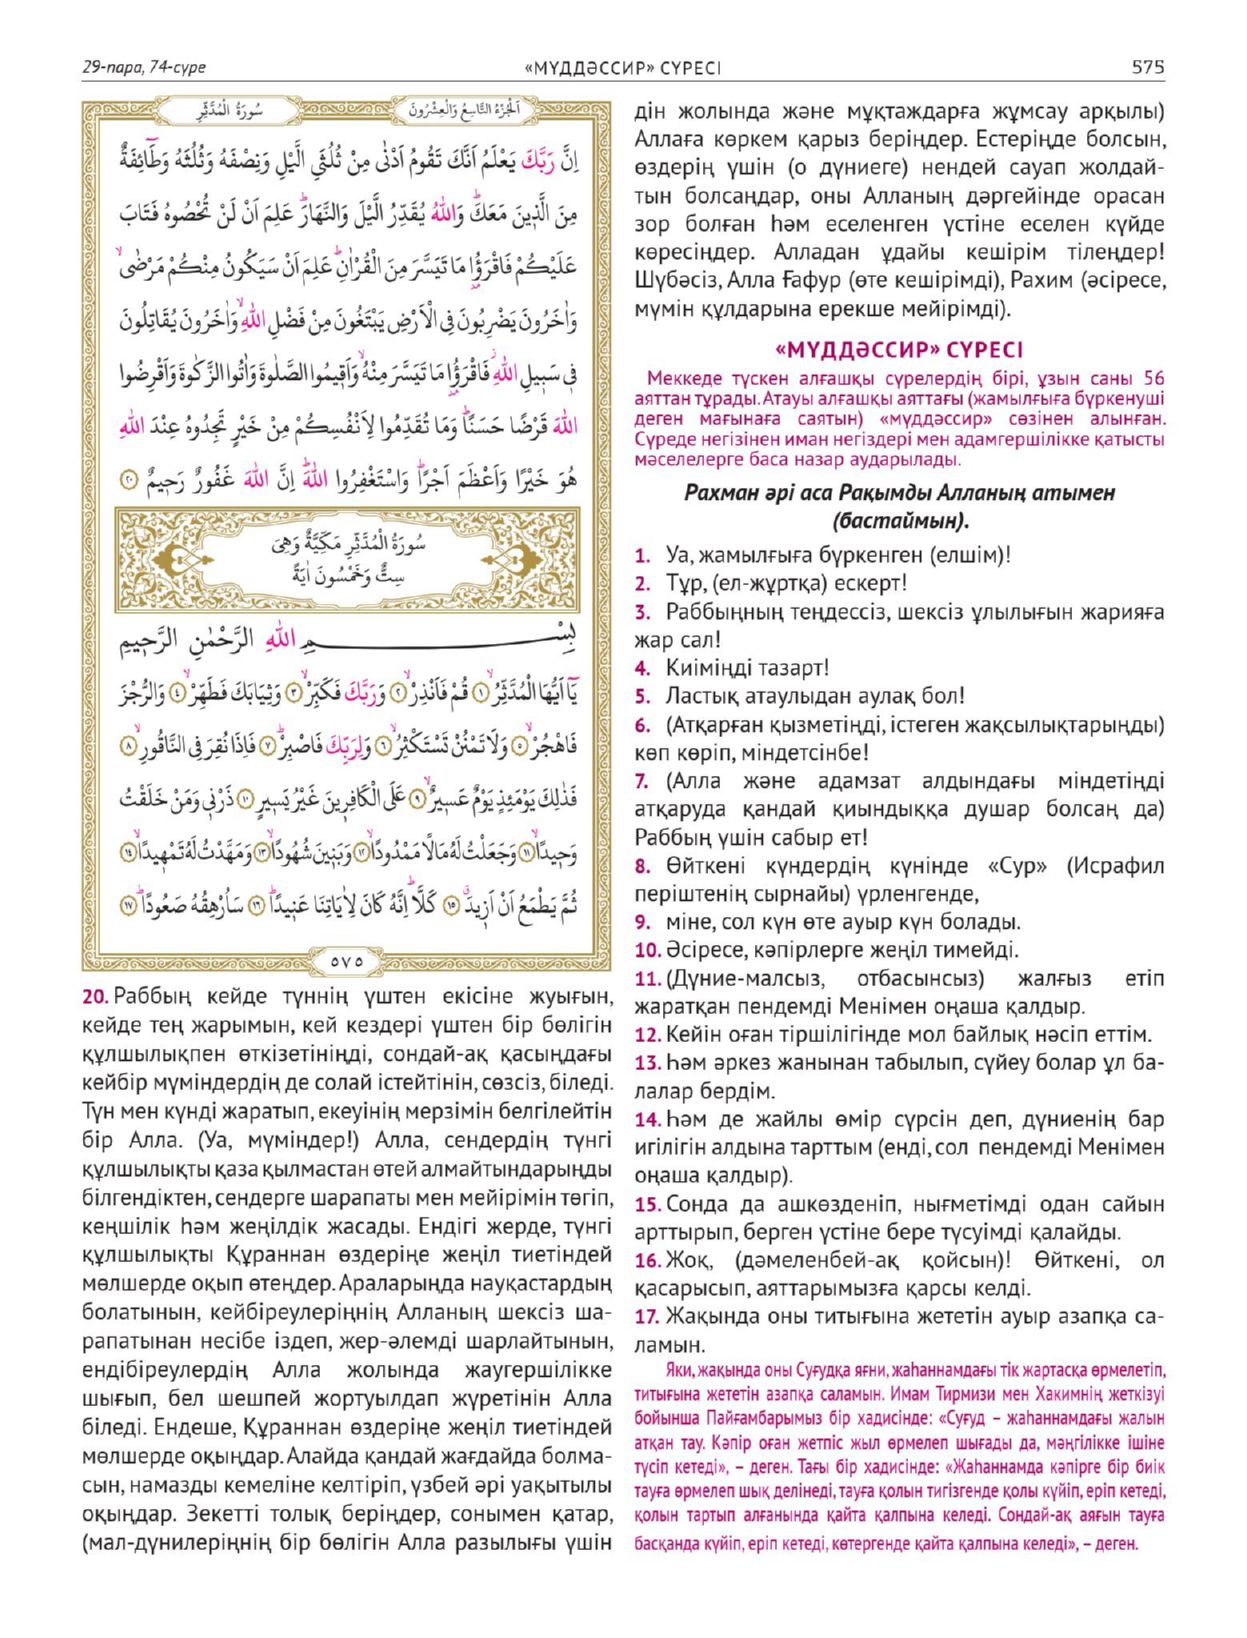 29-пара, 74-сүре
«МҮДДӘССИР» СҮРЕСІ
575
سُورَةُ الْمُدَّثِّرِ
اَلْجُزْءُ التَّاسِعُ وَالْعِشْرُونَ
اِنَّ رَبَّكَ يَعْلَمُ اَنَّكَ تَقُومُ اَدْنٰى مِنْ ثُلُثَيِ الَّيْلِ وَنِصْفَهُ وَثُلُثَهُ وَطَٓائِفَةٌ
مِنَ الَّذ۪ينَ مَعَكَۜ وَاللّٰهُ يُقَدِّرُ الَّيْلَ وَالنَّهَارَۜ عَلِمَ اَنْ لَنْ تُحْصُوهُ فَتَابَ
عَلَيْكُمْ فَاقْرَؤُ۫ا مَا تَيَسَّرَ مِنَ الْقُرْاٰنِۜ عَلِمَ اَنْ سَيَكُونُ مِنْكُمْ مَرْضٰىۙ
وَاٰخَرُونَ يَضْرِبُونَ فِي الْاَرْضِ يَبْتَغُونَ مِنْ فَضْلِ اللّٰهِۙ وَاٰخَرُونَ يُقَاتِلُونَ
ف۪ي سَب۪يلِ اللّٰهِۘ فَاقْرَؤُ۫ا مَا تَيَسَّرَ مِنْهُۙ وَاَق۪يمُوا الصَّلٰوةَ وَاٰتُوا الزَّكٰوةَ وَاَقْرِضُوا
اللّٰهَ قَرْضًا حَسَنًاۜ وَمَا تُقَدِّمُوا لِاَنْفُسِكُمْ مِنْ خَيْرٍ تَجِدُوهُ عِنْدَ اللّٰهِ
هُوَ خَيْرًا وَاَعْظَمَ اَجْرًاۜ وَاسْتَغْفِرُوا اللّٰهَۜ اِنَّ اللّٰهَ غَفُورٌ رَح۪يمٌ ﴿٢٠﴾
سُورَةُ الْمُدَّثِّرِ مَكِّيَّةٌ وَهِيَ
سِتٌّ وَخَمْسُونَ اٰيَةً
بِسْمِ اللّٰهِ الرَّحْمٰنِ الرَّح۪يمِ
يَٓا اَيُّهَا الْمُدَّثِّرُۙ ﴿١﴾ قُمْ فَاَنْذِرْۙ ﴿٢﴾ وَرَبَّكَ فَكَبِّرْۙ ﴿٣﴾ وَثِيَابَكَ فَطَهِّرْۙ ﴿٤﴾ وَالرُّجْزَ
فَاهْجُرْۙ ﴿٥﴾ وَلَا تَمْنُنْ تَسْتَكْثِرُۙ ﴿٦﴾ وَلِرَبِّكَ فَاصْبِرْۜ ﴿٧﴾ فَاِذَا نُقِرَ فِي النَّاقُورِۙ ﴿٨﴾
فَذٰلِكَ يَوْمَئِذٍ يَوْمٌ عَس۪يرٌۙ ﴿٩﴾ عَلَى الْكَافِر۪ينَ غَيْرُ يَس۪يرٍ ﴿١٠﴾ ذَرْن۪ي وَمَنْ خَلَقْتُ
وَح۪يدًاۙ ﴿١١﴾ وَجَعَلْتُ لَهُ مَالًا مَمْدُودًاۙ ﴿١٢﴾ وَبَن۪ينَ شُهُودًاۙ ﴿١٣﴾ وَمَهَّدْتُ لَهُ تَمْه۪يدًاۙ ﴿١٤﴾
ثُمَّ يَطْمَعُ اَنْ اَز۪يدَۗ ﴿١٥﴾ كَلَّاۜ اِنَّهُ كَانَ لِاٰيَاتِنَا عَن۪يدًاۜ ﴿١٦﴾ سَاُرْهِقُهُ صَعُودًاۜ ﴿١٧﴾
٥٧٥
20. Раббың кейде түннің үштен екісіне жуығын,
кейде тең жарымын, кей кездері үштен бір бөлігін
құлшылықпен өткізетініңді, сондай-ақ қасыңдағы
кейбір мүміндердің де солай істейтінін, сөзсіз, біледі.
Түн мен күнді жаратып, екеуінің мерзімін белгілейтін
бір Алла. (Уа, мүміндер!) Алла, сендердің түнгі
құлшылықты қаза қылмастан өтей алмайтындарыңды
білгендіктен, сендерге шарапаты мен мейірімін төгіп,
кеңшілік һәм жеңілдік жасады. Ендігі жерде, түнгі
құлшылықты Құраннан өздеріңе жеңіл тиетіндей
мөлшерде оқып өтеңдер. Араларыңда науқастардың
болатынын, кейбіреулеріңнің Алланың шексіз ша-
рапатынан несібе іздеп, жер-әлемді шарлайтынын,
ендібіреулердің Алла жолында жаугершілікке
шығып, бел шешпей жортуылдап жүретінін Алла
біледі. Ендеше, Құраннан өздеріңе жеңіл тиетіндей
мөлшерде оқыңдар. Алайда қандай жағдайда болма-
сын, намазды кемеліне келтіріп, үзбей әрі уақытылы
оқыңдар. Зекетті толық беріңдер, сонымен қатар,
(мал-дүнилеріңнің бір бөлігін Алла разылығы үшін
дін жолында және мұқтаждарға жұмсау арқылы)
Аллаға көркем қарыз беріңдер. Естеріңде болсын,
өздерің үшін (о дүниеге) нендей сауап жолдай-
тын болсаңдар, оны Алланың дәргейінде орасан
зор болған һәм еселенген үстіне еселен күйде
көресіңдер. Алладан ұдайы кешірім тілеңдер!
Шүбәсіз, Алла Ғафур (өте кешірімді), Рахим (әсіресе,
мүмін құлдарына ерекше мейірімді).
«МҮДДӘССИР» СҮРЕСІ
Меккеде түскен алғашқы сүрелердің бірі, ұзын саны 56
аяттан тұрады. Атауы алғашқы аяттағы (жамылғыға бүркенуші
деген мағынаға саятын) «мүддәссир» сөзінен алынған.
Сүреде негізінен иман негіздері мен адамгершілікке қатысты
мәселелерге баса назар аударылады.
Рахман әрі аса Рақымды Алланың атымен
(бастаймын).
1. Уа, жамылғыға бүркенген (елшім)!
2. Тұр, (ел-жұртқа) ескерт!
3. Раббыңның теңдессіз, шексіз ұлылығын жарияға
жар сал!
4. Киіміңді тазарт!
5. Ластық атаулыдан аулақ бол!
6. (Атқарған қызметіңді, істеген жақсылықтарыңды)
көп көріп, міндетсінбе!
7. (Алла және адамзат алдындағы міндетіңді
атқаруда қандай қиындыққа душар болсаң да)
Раббың үшін сабыр ет!
8. Өйткені күндердің күнінде «Сур» (Исрафил
періштенің сырнайы) үрленгенде,
9. міне, сол күн өте ауыр күн болады.
10. Әсіресе, кәпірлерге жеңіл тимейді.
11. (Дүние-малсыз, отбасынсыз) жалғыз етіп
жаратқан пендемді Менімен оңаша қалдыр.
12. Кейін оған тіршілігінде мол байлық нәсіп еттім.
13. Һәм әркез жанынан табылып, сүйеу болар ұл ба-
лалар бердім.
14. Һәм де жайлы өмір сүрсін деп, дүниенің бар
игілігін алдына тарттым (енді, сол пендемді Менімен
оңаша қалдыр).
15. Сонда да ашкөзденіп, нығметімді одан сайын
арттырып, берген үстіне бере түсуімді қалайды.
16. Жоқ, (дәмеленбей-ақ қойсын)! Өйткені, ол
қасарысып, аяттарымызға қарсы келді.
17. Жақында оны титығына жететін ауыр азапқа са-
ламын.
Яки, жақында оны Суғудқа яғни, жаһаннамдағы тік жартасқа өрмелетіп,
титығына жететін азапқа саламын. Имам Тирмизи мен Хакимнің жеткізуі
бойынша Пайғамбарымыз бір хадисінде: «Суғуд – жаһаннамдағы жалын
атқан тау. Кәпір оған жетпіс жыл өрмелеп шығады да, мәңгілікке ішіне
түсіп кетеді», – деген. Тағы бір хадисінде: «Жаһаннамда кәпірге бір биік
тауға өрмелеп шық делінеді, тауға қолын тигізгенде қолы күйіп, еріп кетеді,
қолын тартып алғанында қайта қалпына келеді. Сондай-ақ аяғын тауға
басқанда күйіп, еріп кетеді, көтергенде қайта қалпына келеді», – деген.